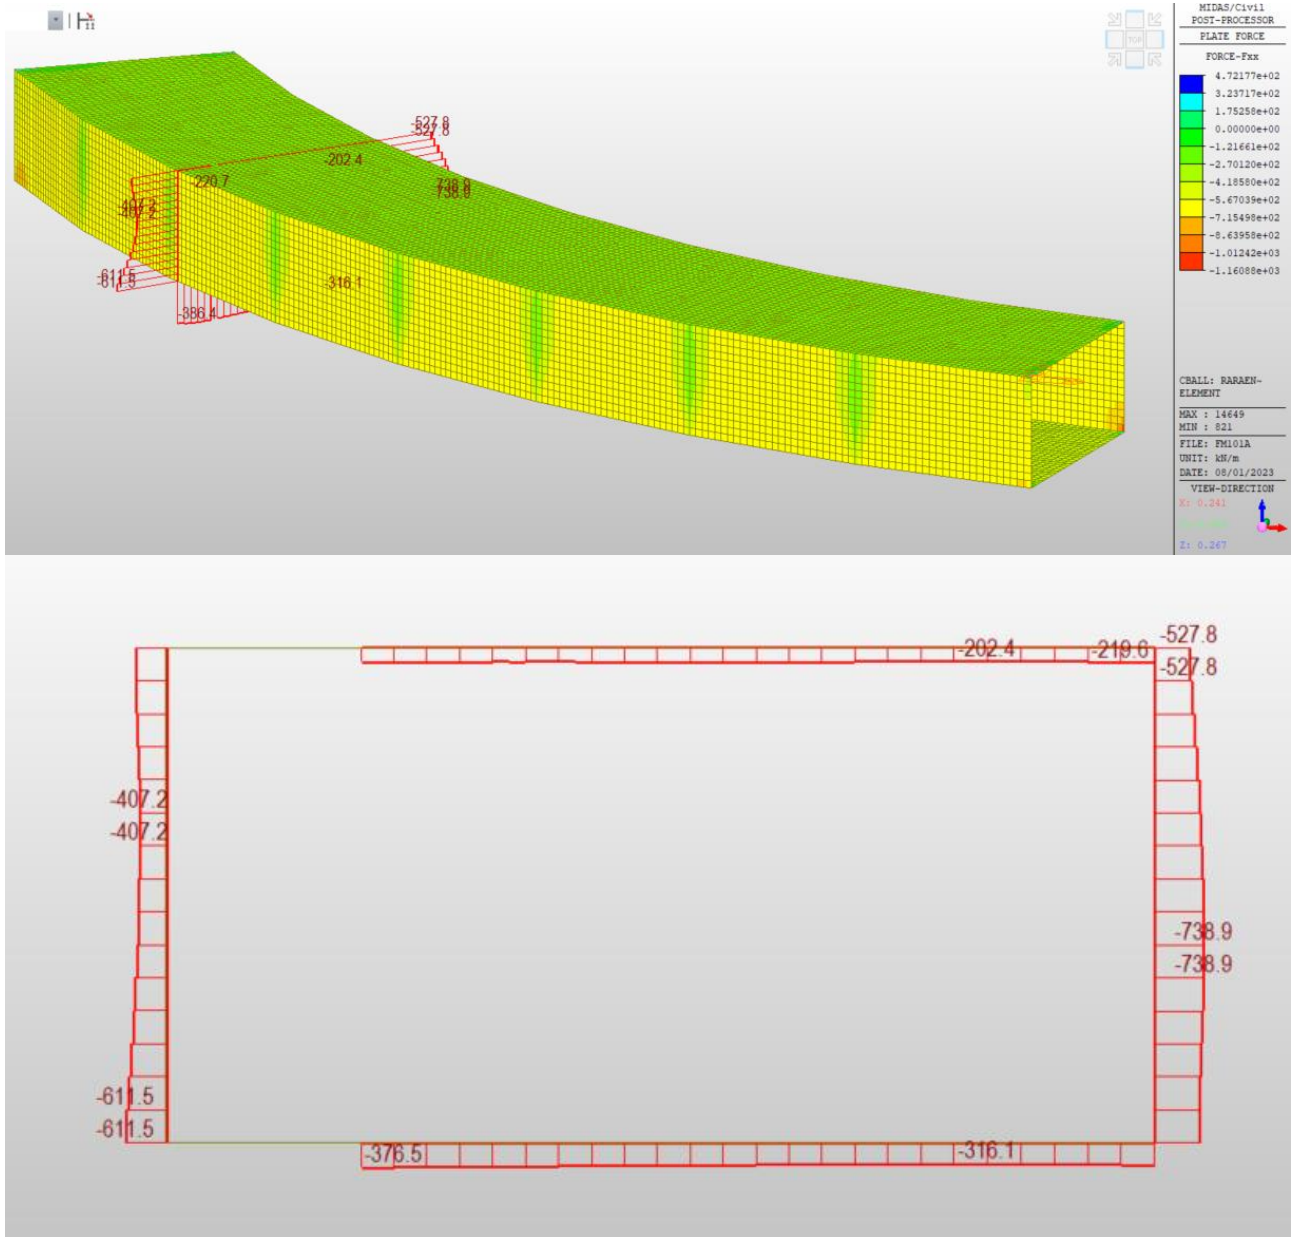 MIDAS/Civil
POST-PROCESSOR
PLATE FORCE
FORCE-Fxx
4.72177e+02
3.23717e+02
1.75258e+02
0.00000e+00
-1.21661e+02
-2.70120e+02
-4.18580e+02
-5.67039e+02
-7.15498e+02
-8.63958e+02
-1.01242e+03
-1.16088e+03
CBALL: RARAEN-
ELEMENT
MAX : 14649
MIN : 821
FILE: FM101A
UNIT: kN/m
DATE: 08/01/2023
VIEW-DIRECTION
X: 0.241
Z: 0.267
TOP
-527.8
-527.8
-202.4
-220.7
-738.9
-738.9
-407.2
-407.2
-611.5
-611.5
-316.1
-386.4
-527.8
-202.4
-219.6
-527.8
-407.2
-407.2
-738.9
-738.9
-611.5
-611.5
-376.5
-316.1